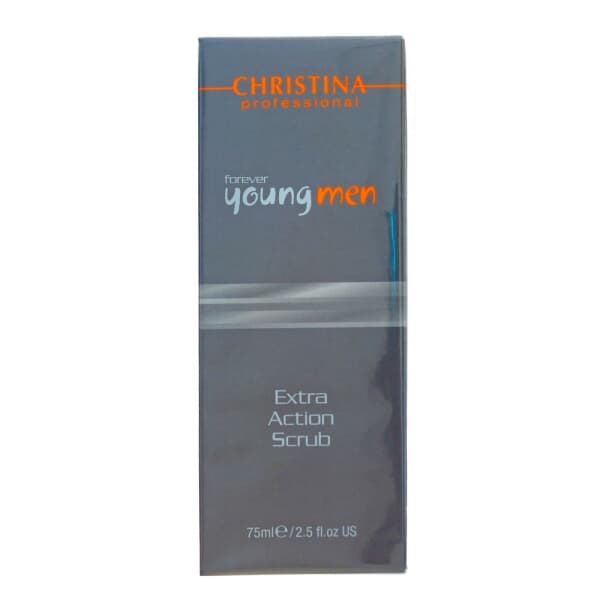 CHRISTINA
professional
forever
young men
Extra
Action
Scrub
75ml℮/2.5 fl.oz US